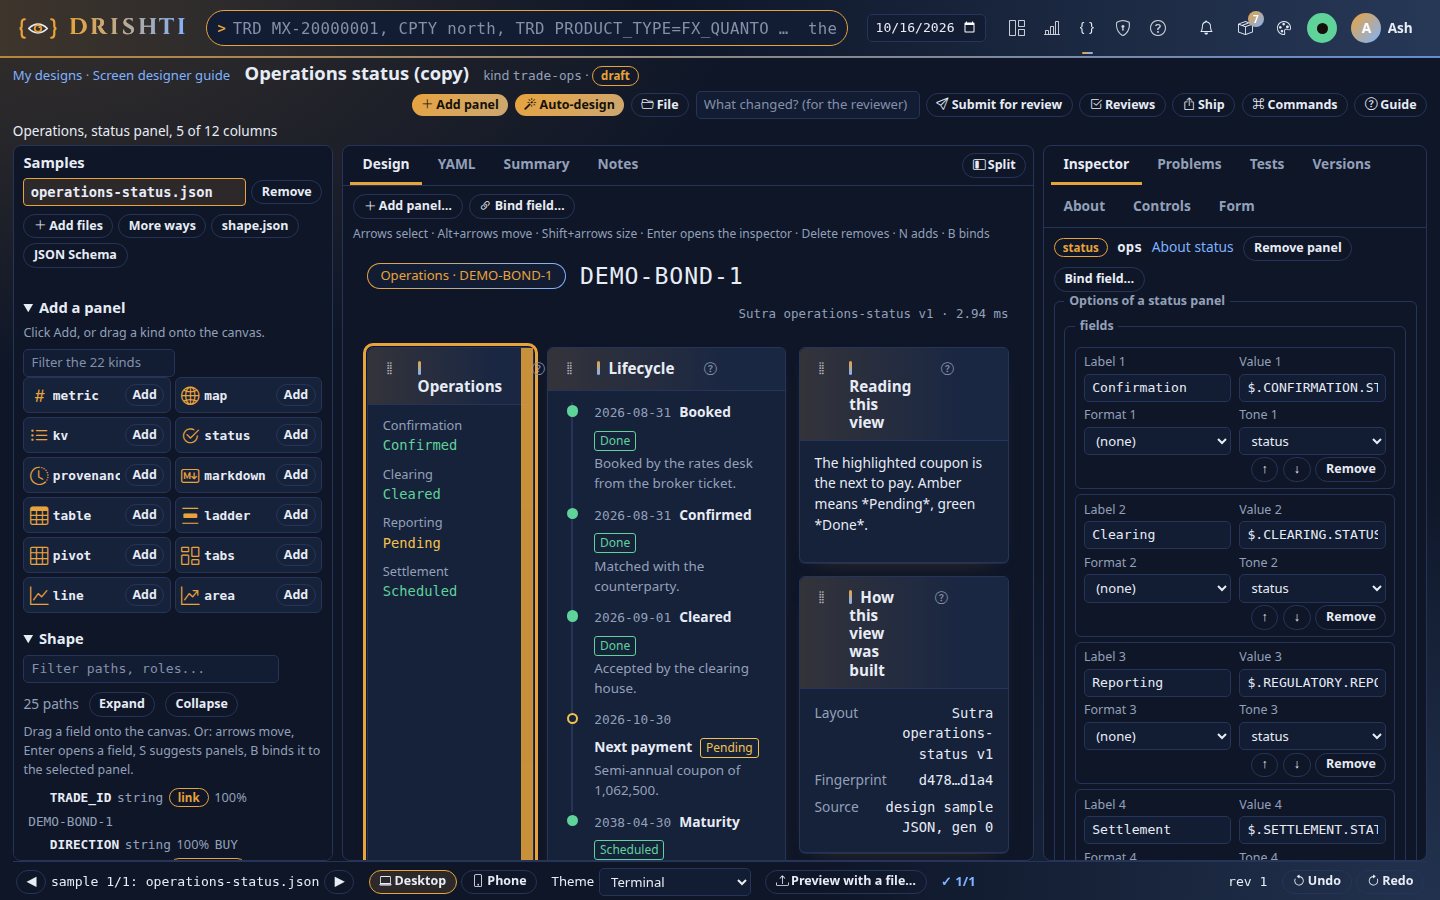 DRISHTI
> TRD MX-20000001, CPTY north, TRD PRODUCT_TYPE=FX_QUANTO … the
10/16/2026
7
A Ash
My designs · Screen designer guide Operations status (copy) kind trade-ops · draft
Add panel Auto-design File What changed? (for the reviewer) Submit for review Reviews Ship Commands Guide
Operations, status panel, 5 of 12 columns
Samples
operations-status.json Remove
Add files More ways shape.json
JSON Schema
Add a panel
Click Add, or drag a kind onto the canvas.
Filter the 22 kinds
metric Add map Add
kv Add status Add
provenanc Add markdown Add
table Add ladder Add
pivot Add tabs Add
line Add area Add
Shape
Filter paths, roles...
25 paths Expand Collapse
Drag a field onto the canvas. Or: arrows move,
Enter opens a field, S suggests panels, B binds it to
the selected panel.
TRADE_ID string link 100%
DEMO-BOND-1
DIRECTION string 100% BUY
Design YAML Summary Notes Split
Add panel... Bind field...
Arrows select · Alt+arrows move · Shift+arrows size · Enter opens the inspector · Delete removes · N adds · B binds
Operations · DEMO-BOND-1 DEMO-BOND-1
Sutra operations-status v1 · 2.94 ms
Operations
Confirmation
Confirmed
Clearing
Cleared
Reporting
Pending
Settlement
Scheduled
Lifecycle
2026-08-31 Booked
Done
Booked by the rates desk
from the broker ticket.
2026-08-31 Confirmed
Done
Matched with the
counterparty.
2026-09-01 Cleared
Done
Accepted by the clearing
house.
2026-10-30
Next payment Pending
Semi-annual coupon of
1,062,500.
2038-04-30 Maturity
Scheduled
Reading
this
view
The highlighted coupon is
the next to pay. Amber
means *Pending*, green
*Done*.
How
this
view
was
built
Layout Sutra
operations-
status v1
Fingerprint d478…d1a4
Source design sample
JSON, gen 0
Inspector Problems Tests Versions
About Controls Form
status ops About status Remove panel
Bind field...
Options of a status panel
fields
Label 1 Value 1
Confirmation $.CONFIRMATION.ST
Format 1 Tone 1
(none) status
↑ ↓ Remove
Label 2 Value 2
Clearing $.CLEARING.STATUS
Format 2 Tone 2
(none) status
↑ ↓ Remove
Label 3 Value 3
Reporting $.REGULATORY.REPO
Format 3 Tone 3
(none) status
↑ ↓ Remove
Label 4 Value 4
Settlement $.SETTLEMENT.STAT
Format 4 Tone 4
◀ sample 1/1: operations-status.json ▶ Desktop Phone Theme Terminal Preview with a file... ✓ 1/1 rev 1 Undo Redo